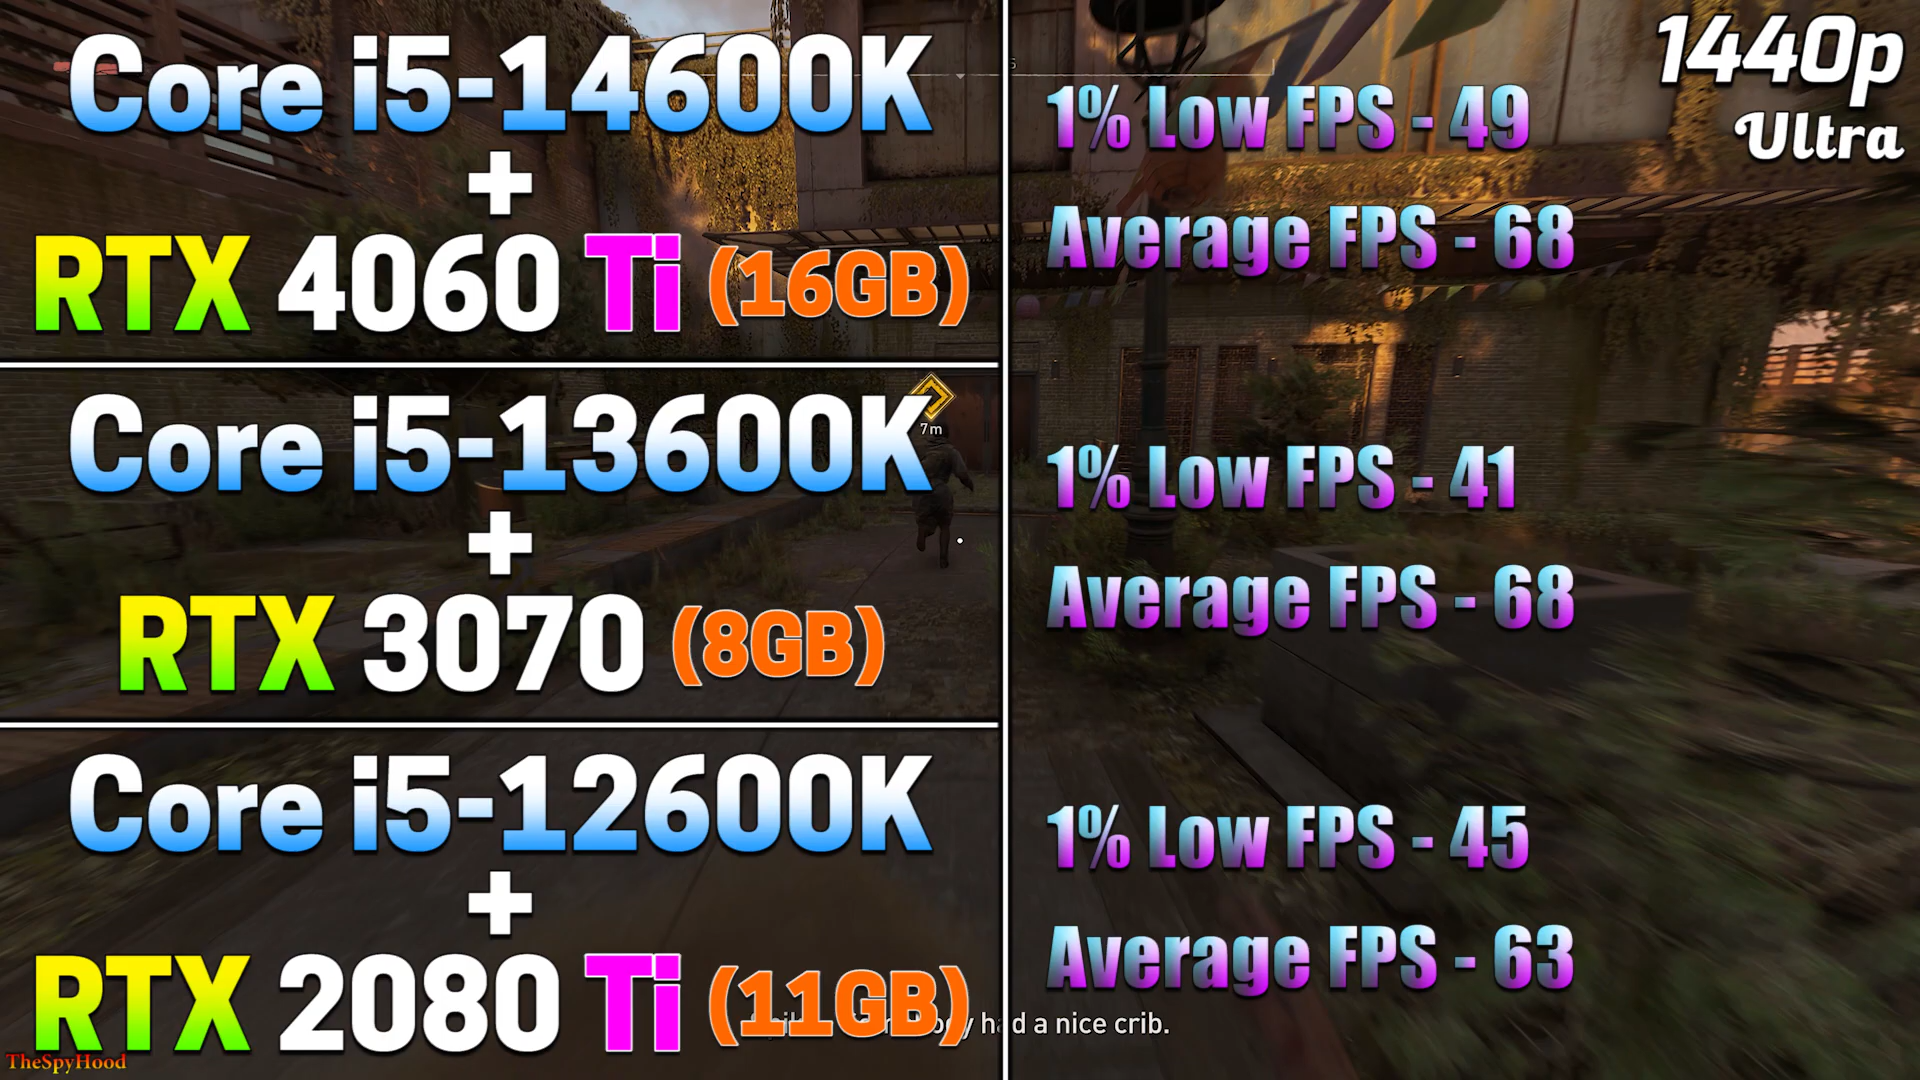 Core i5-14600K
+
RTX 4060 Ti (16GB)
1% Low FPS - 49
Average FPS - 68
1440p
Ultra
Core i5-13600K
+
RTX 3070 (8GB)
7m
1% Low FPS - 41
Average FPS - 68
Core i5-12600K
+
RTX 2080 Ti (11GB)
1% Low FPS - 45
Average FPS - 63
had a nice crib.
TheSpyHood